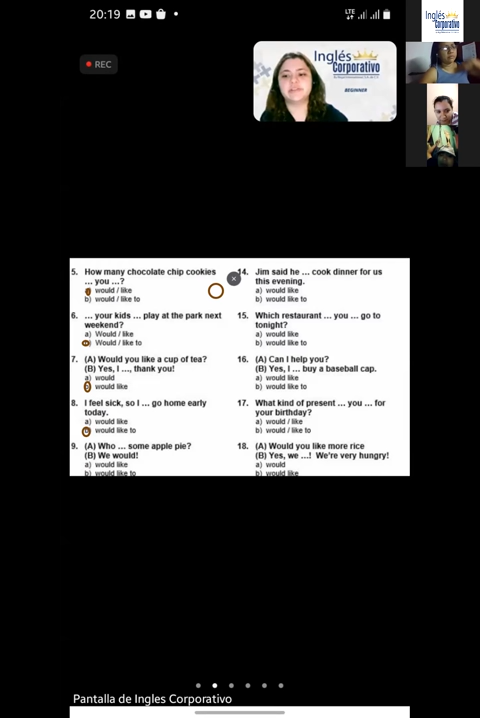 20:19
LTE
REC
Inglés
Corporativo
BEGINNER
Inglés
Corporativo
5. How many chocolate chip cookies
... you ...?
would / like
b) would / like to
6. ... your kids ... play at the park next
weekend?
a) Would / like
Would / like to
7. (A) Would you like a cup of tea?
(B) Yes, I ..., thank you!
a) would
would like
8. I feel sick, so I ... go home early
today.
a) would like
would like to
9. (A) Who ... some apple pie?
(B) We would!
a) would like
b) would like to
14. Jim said he ... cook dinner for us
this evening.
a) would like
b) would like to
15. Which restaurant ... you ... go to
tonight?
a) would like
b) would like to
16. (A) Can I help you?
(B) Yes, I ... buy a baseball cap.
a) would like
b) would like to
17. What kind of present ... you ... for
your birthday?
a) would / like
b) would / like to
18. (A) Would you like more rice
(B) Yes, we ...! We're very hungry!
a) would
b) would like
Pantalla de Ingles Corporativo